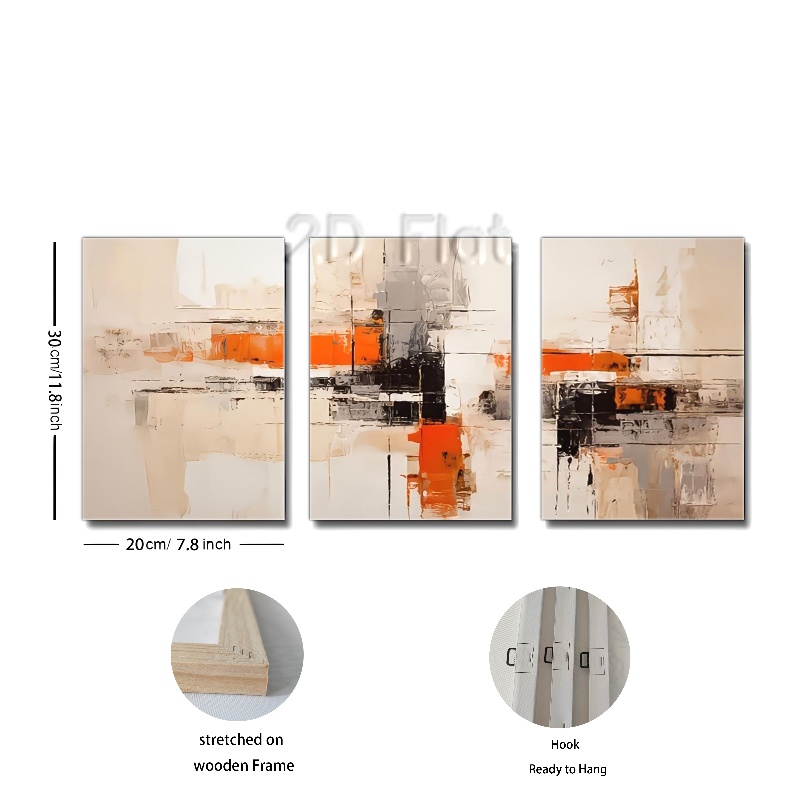 2D Flat
30cm/11.8inch
20cm/ 7.8 inch
stretched on
wooden Frame
Hook
Ready to Hang